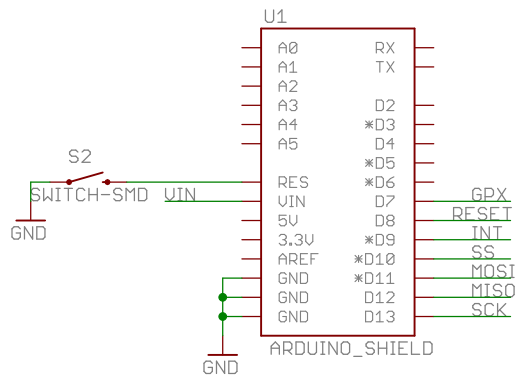 U1
A0 RX
A1 TX
A2
A3 D2
A4 *D3
A5 D4
*D5
S2
RES *D6
SWITCH-SMD VIN VIN D7 GPX
5V D8 RESET
GND 3.3V *D9 INT
AREF *D10 SS
GND *D11 MOSI
GND D12 MISO
GND D13 SCK
ARDUINO_SHIELD
GND